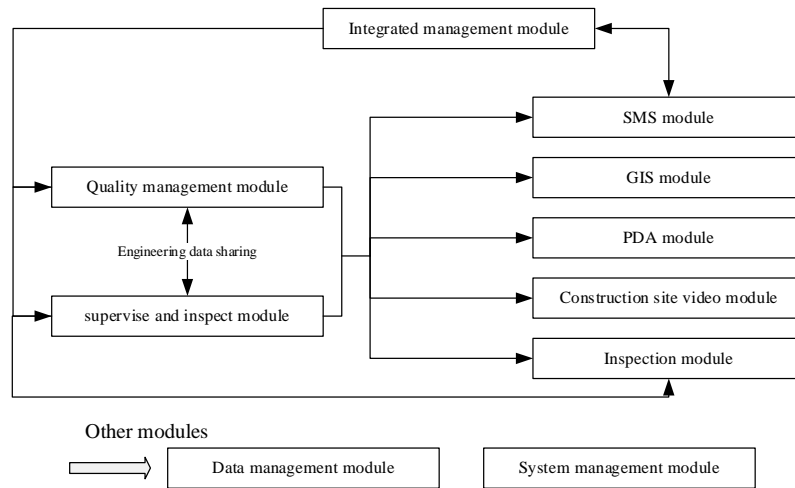 Integrated management module
SMS module
Quality management module
GIS module
Engineering data sharing
PDA module
supervise and inspect module
Construction site video module
Inspection module
Other modules
Data management module
System management module